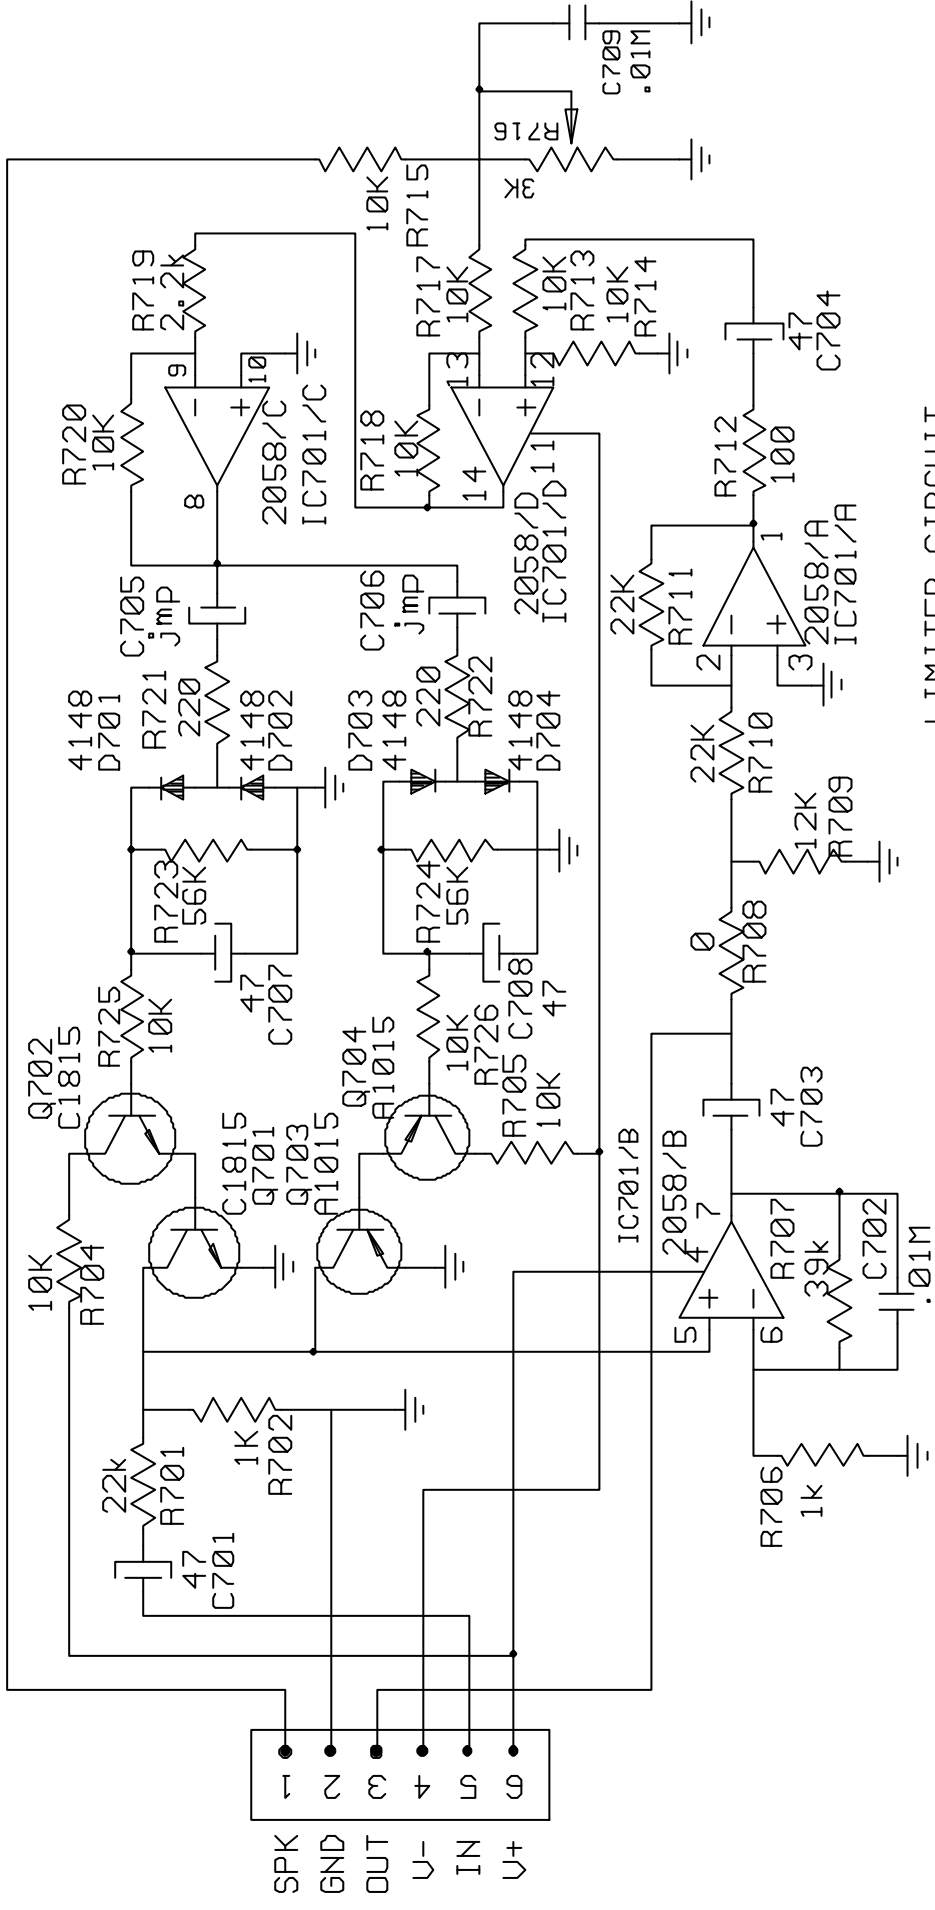 SPK
GND
OUT
V-
IN
V+
1
2
3
4
5
6
47
C701
22k
R701
1K
R702
10K
R704
Q702
C1815
R725
10K
C1815
Q701
Q703
A1015
Q704
A1015
10K
R726
R705
10K
47
C707
R723
56K
4148
D701
R721
220
4148
D702
C705
jmp
C708
47
R724
56K
D703
4148
220
R722
4148
D704
C706
jmp
R720
10K
8
9
10
-
+
2058/C
IC701/C
R719
2.2K
R718
10K
14
13
12
11
-
+
2058/D
IC701/D
R717
10K
10K
R713
10K
R714
10K
R715
R716
3K
C709
.01M
R706
1k
IC701/B
2058/B
4
7
5
6
+
-
R707
39k
C702
.01M
47
C703
0
R708
12K
R709
22K
R710
22K
R711
2
3
1
-
+
2058/A
IC701/A
R712
100
47
C704